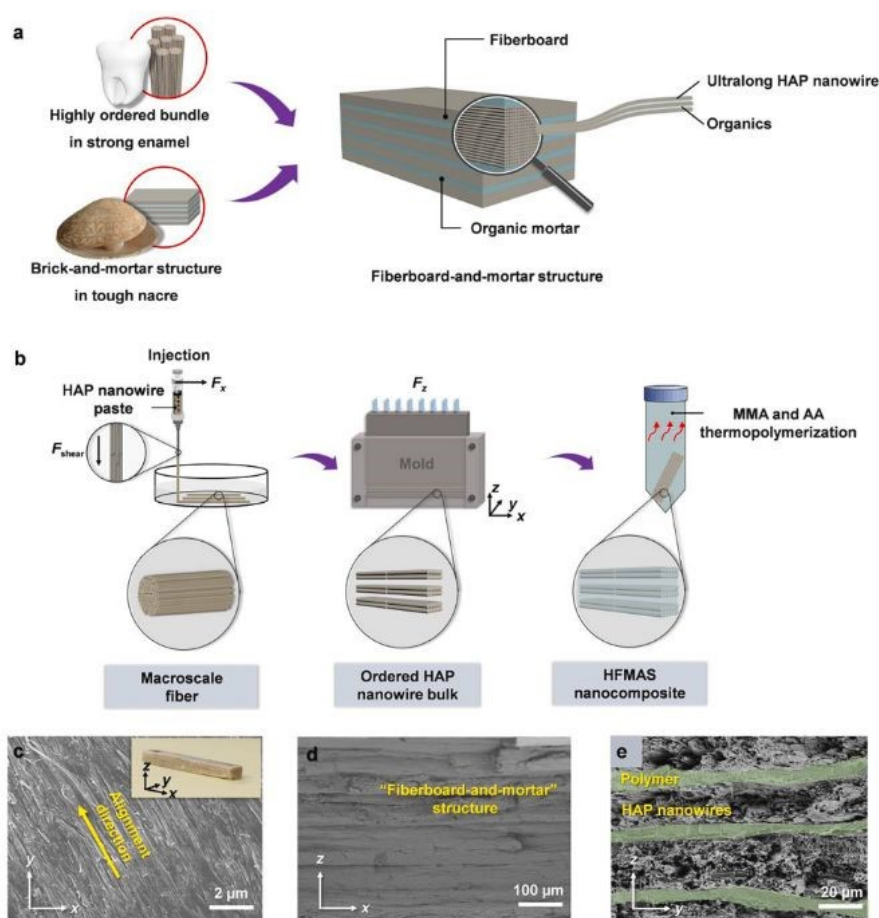 a
Highly ordered bundle
in strong enamel
Brick-and-mortar structure
in tough nacre
Fiberboard
Ultralong HAP nanowire
Organics
Organic mortar
Fiberboard-and-mortar structure
b
Injection
HAP nanowire
paste
Fx
Fshear
Fz
Mold
z
y
x
MMA and AA
thermopolymerization
Macroscale
fiber
Ordered HAP
nanowire bulk
HFMAS
nanocomposite
c
z
y
x
Alignment
direction
y
x
2 µm
d
"Fiberboard-and-mortar"
structure
z
x
100 µm
e
Polymer
HAP nanowires
z
y
20 µm